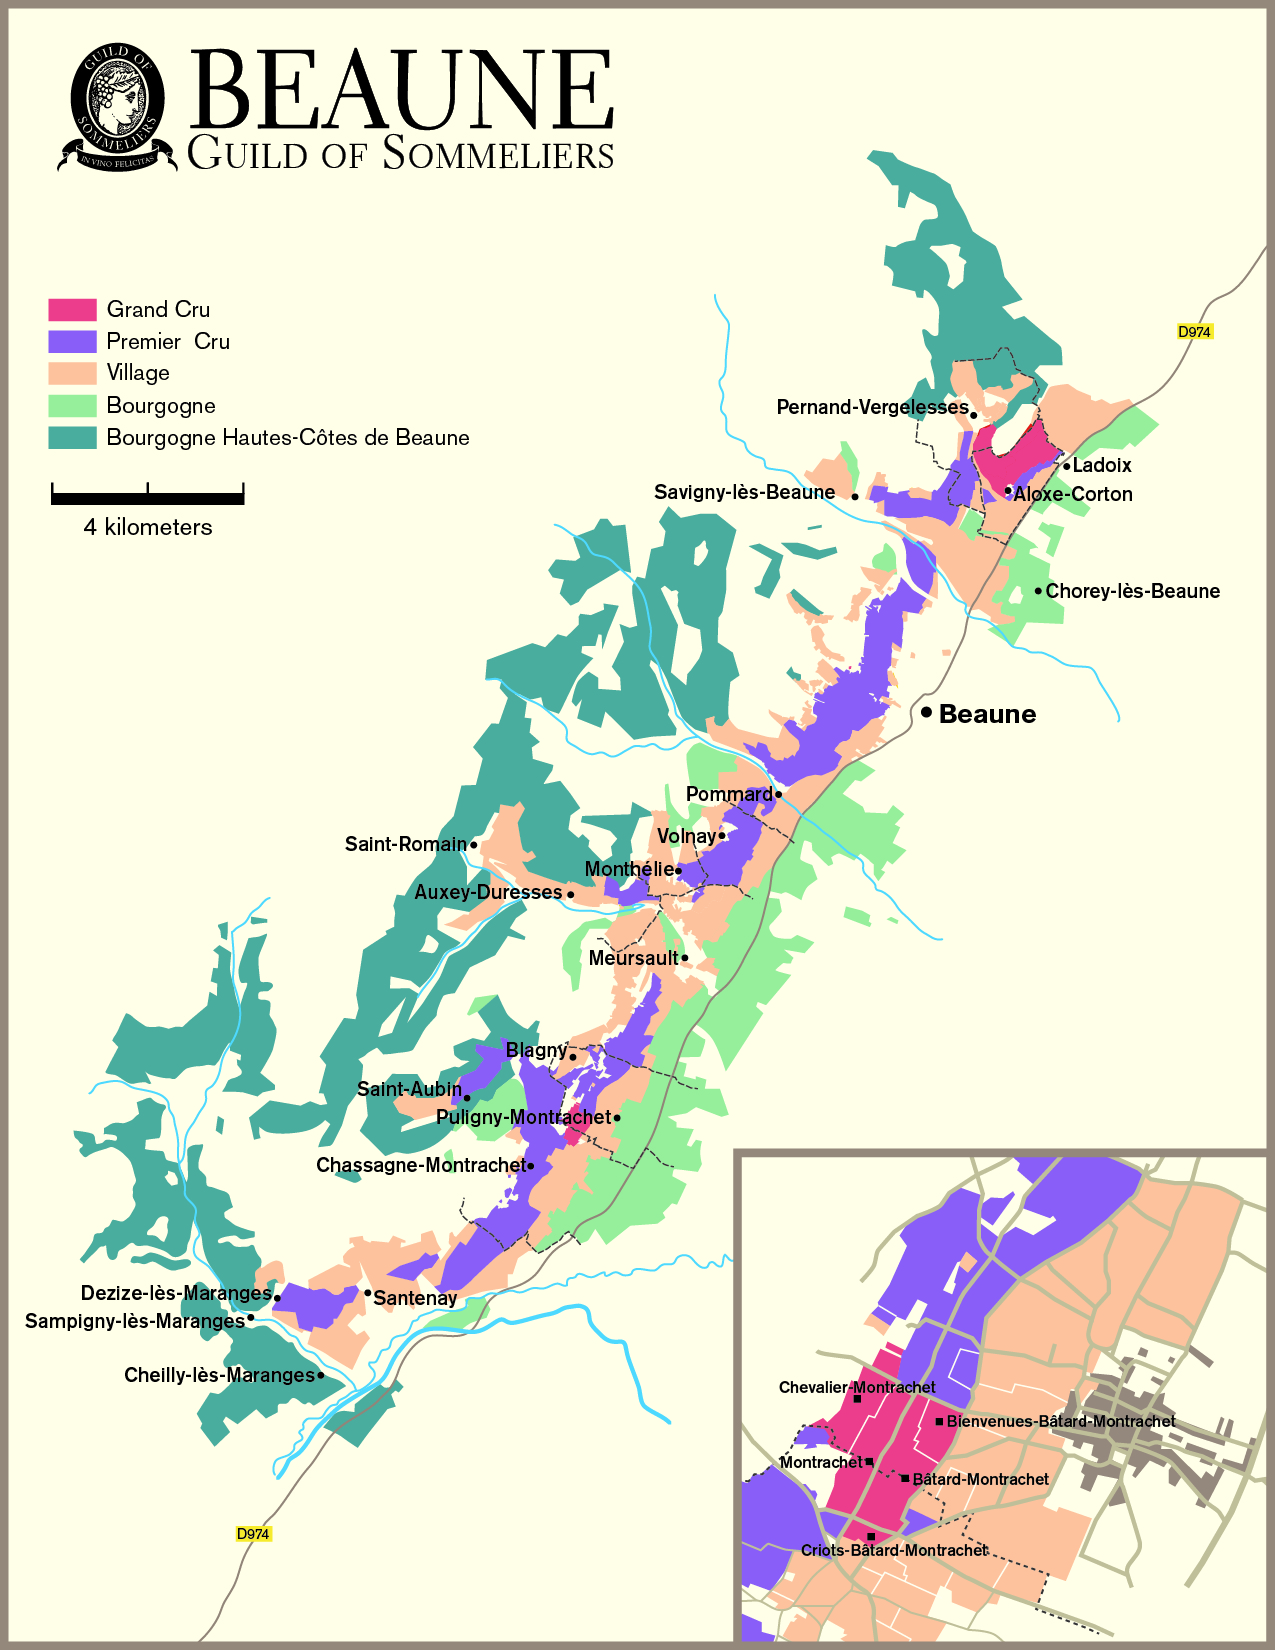 GUILD OF
SOMMELIERS
IN VINO FELICITAS
BEAUNE
GUILD OF SOMMELIERS
Grand Cru
Premier Cru
Village
Bourgogne
Bourgogne Hautes-Côtes de Beaune
4 kilometers
D974
Pernand-Vergelesses
Ladoix
Savigny-lès-Beaune
Aloxe-Corton
Chorey-lès-Beaune
Beaune
Pommard
Volnay
Saint-Romain
Monthélie
Auxey-Duresses
Meursault
Blagny
Saint-Aubin
Puligny-Montrachet
Chassagne-Montrachet
Dezize-lès-Maranges
Santenay
Sampigny-lès-Maranges
Cheilly-lès-Maranges
D974
Chevalier-Montrachet
Bienvenues-Bâtard-Montrachet
Montrachet
Bâtard-Montrachet
Criots-Bâtard-Montrachet